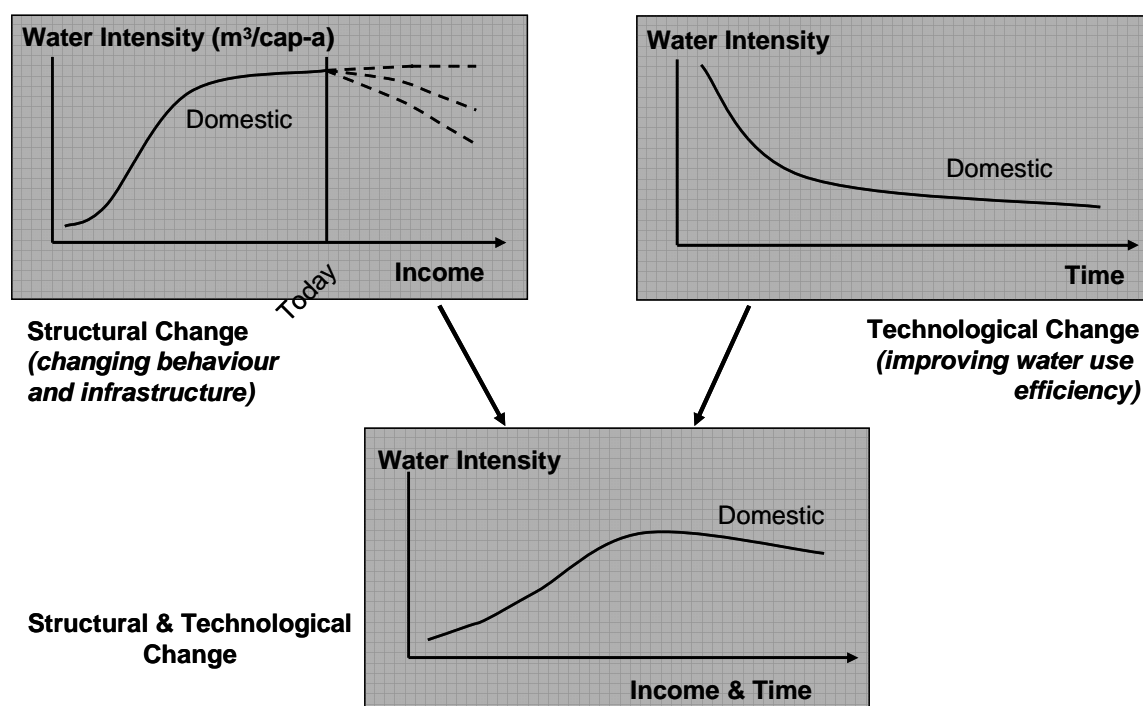 Water Intensity (m³/cap-a)
Domestic
Income
Today
Structural Change
(changing behaviour
and infrastructure)
Water Intensity
Domestic
Time
Technological Change
(improving water use
efficiency)
Water Intensity
Domestic
Income & Time
Structural & Technological
Change